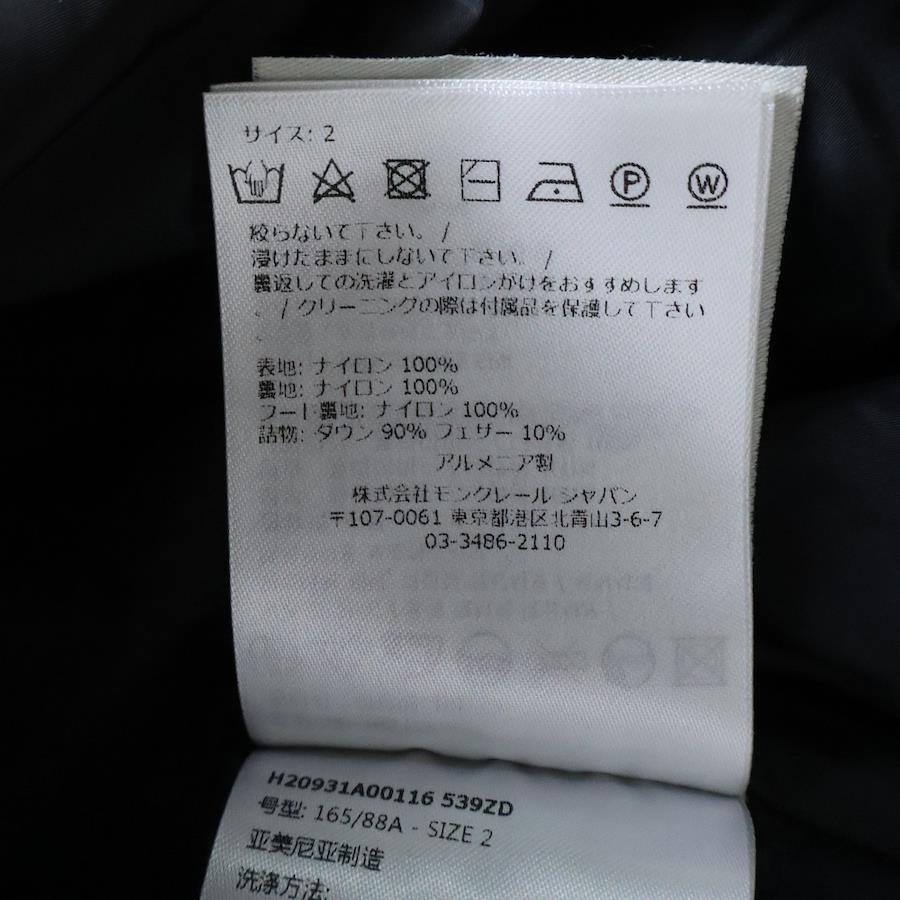 サイズ: 2
P
W
絞らないで下さい。 /
浸けたままにしないで下さい。 /
裏返しての洗濯とアイロンがけをおすすめします
。 / クリーニングの際は付属品を保護して下さい
。
表地: ナイロン 100%
裏地: ナイロン 100%
フード裏地: ナイロン 100%
詰物: ダウン 90% フェザー 10%
アルメニア製
株式会社モンクレール ジャパン
〒107-0061 東京都港区北青山3-6-7
03-3486-2110
H20931A00116 539ZD
号型: 165/88A - SIZE 2
亚美尼亚制造
洗涤方法: